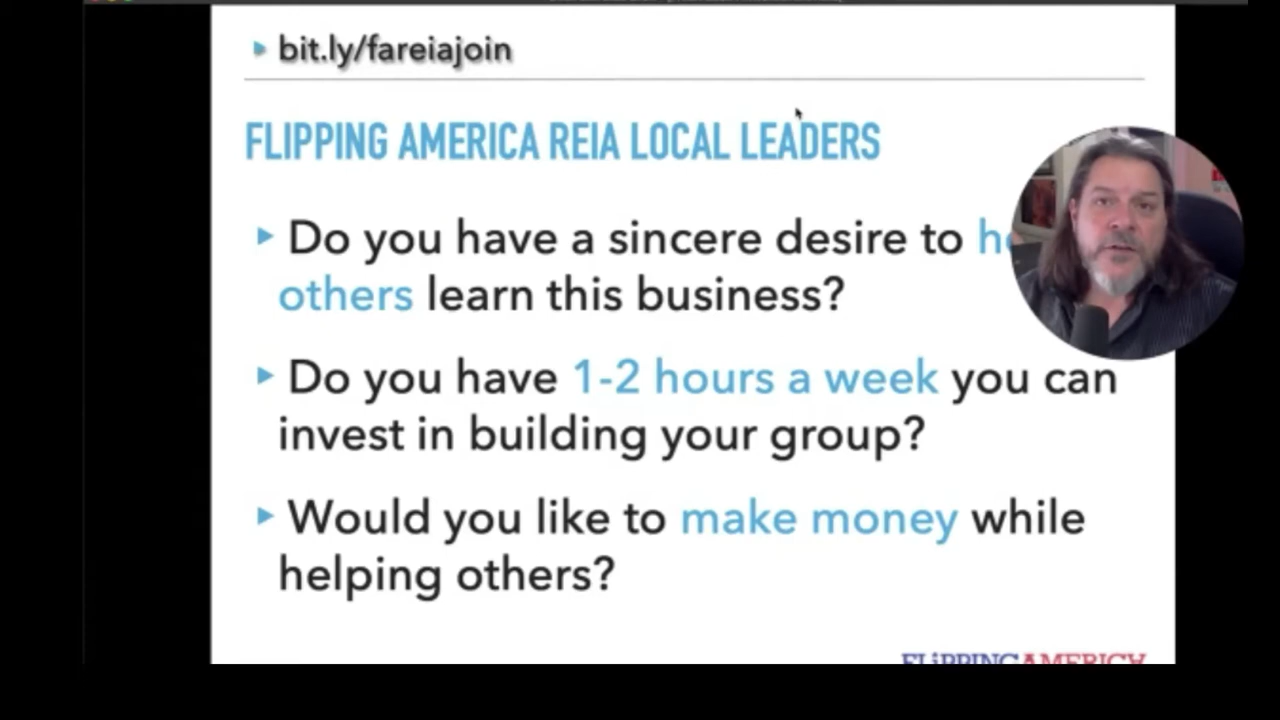 bit.ly/fareiajoin
FLIPPING AMERICA REIA LOCAL LEADERS
Do you have a sincere desire to
others learn this business?
Do you have 1-2 hours a week you can
invest in building your group?
Would you like to make money while
helping others?
FLiPPINGAMERICA